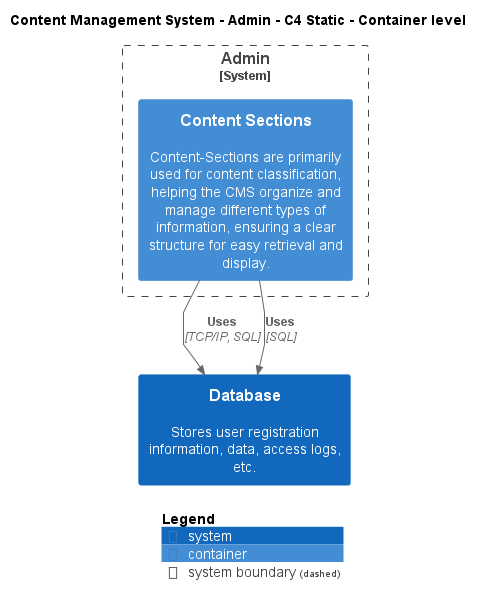 Content Management System - Admin - C4 Static - Container level
Admin
[System]
Content Sections
Content-Sections are primarily
used for content classification,
helping the CMS organize and
manage different types of
information, ensuring a clear
structure for easy retrieval and
display.
Uses
[TCP/IP, SQL]
Uses
[SQL]
Database
Stores user registration
information, data, access logs,
etc.
Legend
system
container
system boundary (dashed)